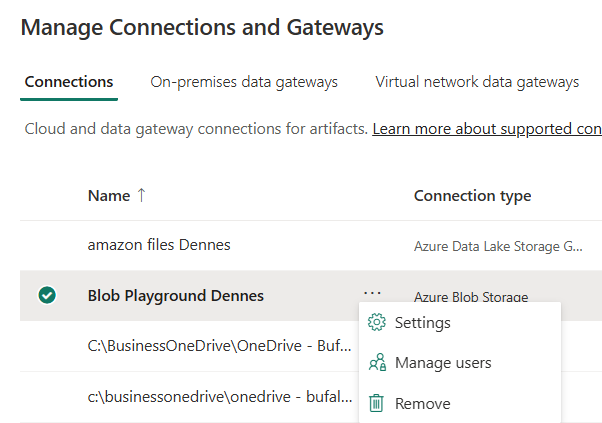 Manage Connections and Gateways
Connections On-premises data gateways Virtual network data gateways
Cloud and data gateway connections for artifacts. Learn more about supported con
Name ↑ Connection type
amazon files Dennes Azure Data Lake Storage G...
Blob Playground Dennes ... Azure Blob Storage
Settings
C:\BusinessOneDrive\OneDrive - Buf...
Manage users
c:\businessonedrive\onedrive - bufal...
Remove